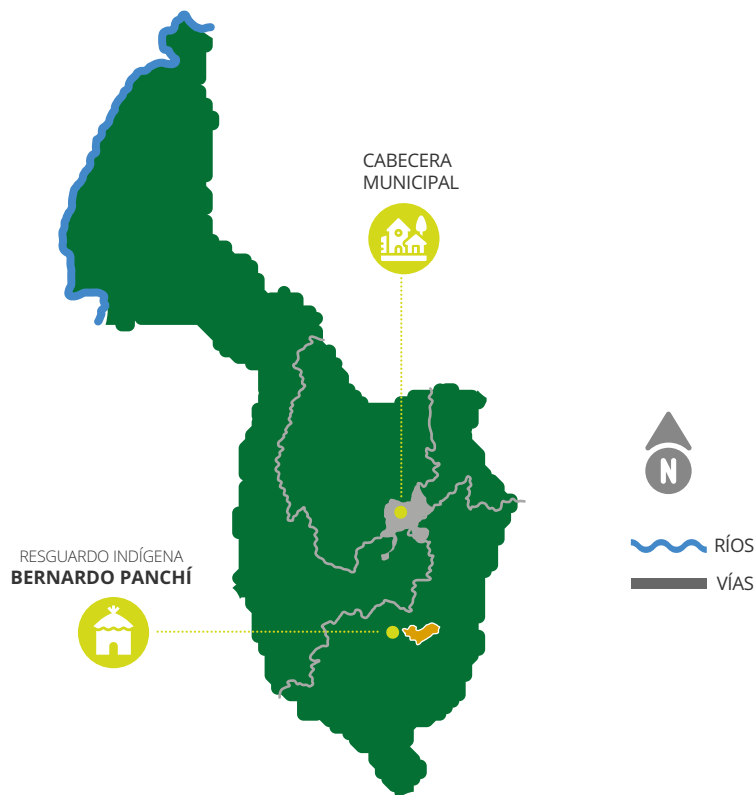 CABECERA
MUNICIPAL
N
RÍOS
VÍAS
RESGUARDO INDÍGENA
BERNARDO PANCHÍ